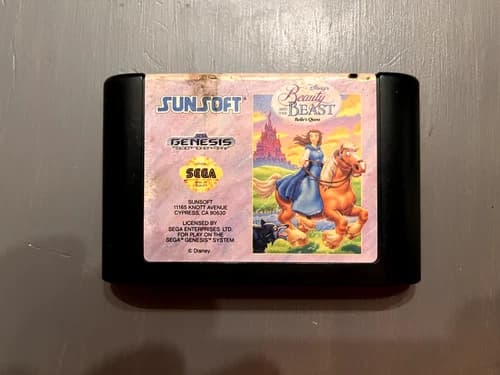 SUNSOFT®
SEGA
GENESIS
SEGA
SUNSOFT
11165 KNOTT AVENUE
CYPRESS, CA 90630
LICENSED BY
SEGA ENTERPRISES LTD.
FOR PLAY ON THE
SEGA™ GENESIS™ SYSTEM
© Disney
Disney's
Beauty
AND THE
BEAST
Belle's Quest